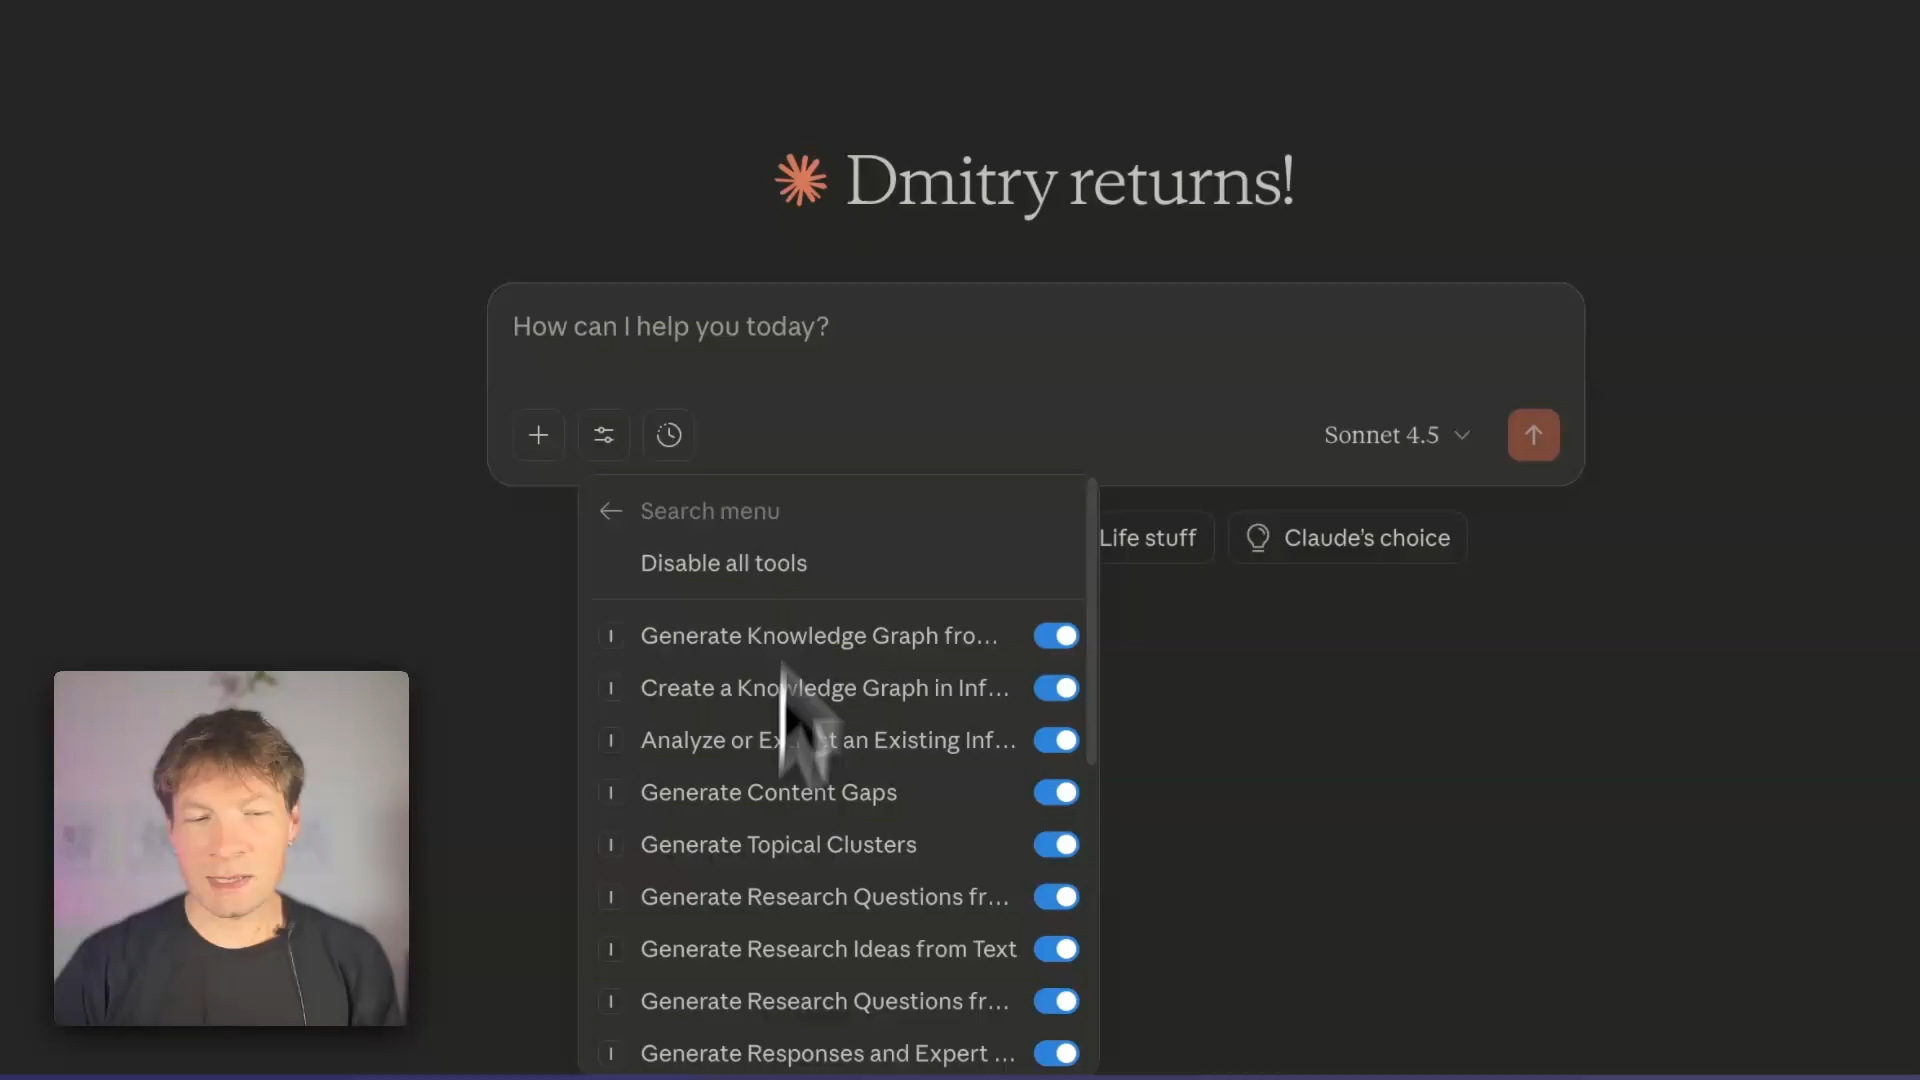 Dmitry returns!
How can I help you today?
Sonnet 4.5
Search menu
Life stuff
Claude's choice
Disable all tools
Generate Knowledge Graph fro...
Create a Knowledge Graph in Inf...
Analyze or Ex t an Existing Inf...
Generate Content Gaps
Generate Topical Clusters
Generate Research Questions fr...
Generate Research Ideas from Text
Generate Research Questions fr...
Generate Responses and Expert ...